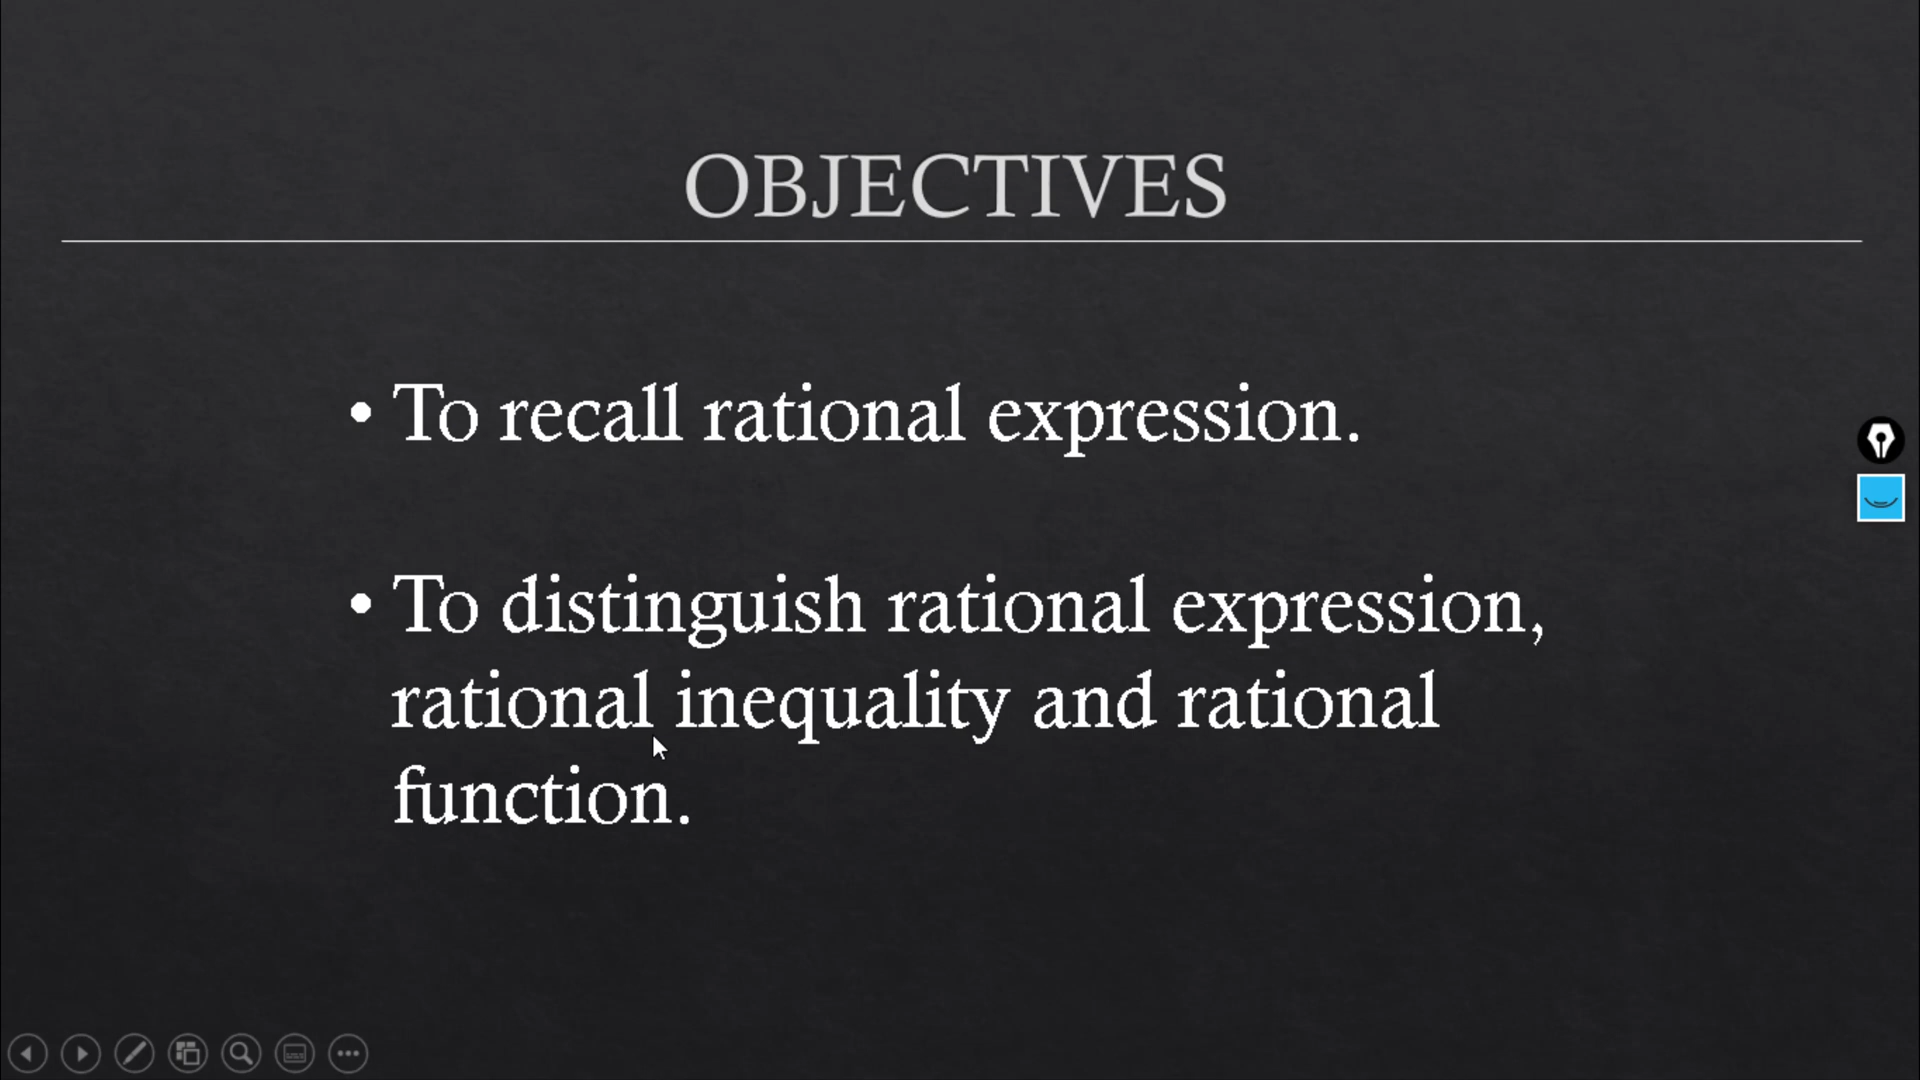 OBJECTIVES
• To recall rational expression.
• To distinguish rational expression,
rational inequality and rational
function.